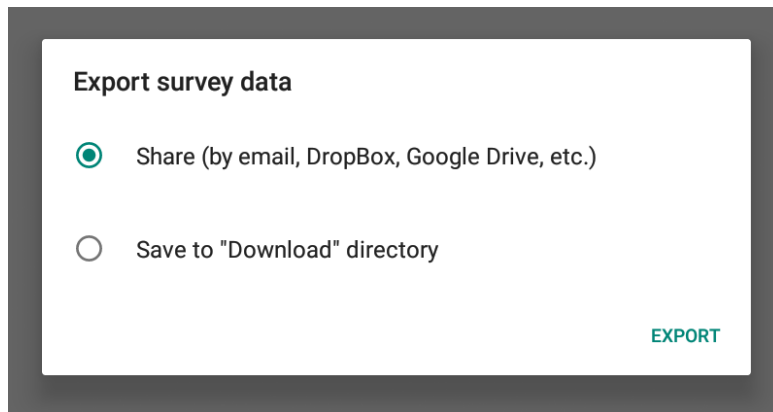 Export survey data
Share (by email, DropBox, Google Drive, etc.)
Save to "Download" directory
EXPORT